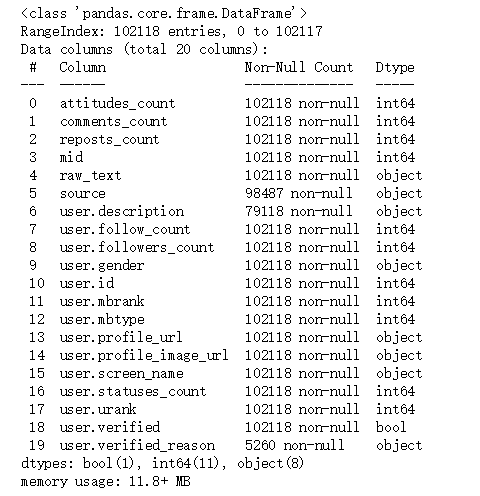 <class 'pandas.core.frame.DataFrame'>
RangeIndex: 102118 entries, 0 to 102117
Data columns (total 20 columns):
 #   Column                  Non-Null Count   Dtype
---  ------                  --------------   -----
 0   attitudes_count         102118 non-null  int64
 1   comments_count          102118 non-null  int64
 2   reposts_count           102118 non-null  int64
 3   mid                     102118 non-null  int64
 4   raw_text                102118 non-null  object
 5   source                  98487 non-null   object
 6   user.description        79118 non-null   object
 7   user.follow_count       102118 non-null  int64
 8   user.followers_count    102118 non-null  int64
 9   user.gender             102118 non-null  object
 10  user.id                 102118 non-null  int64
 11  user.mbrank             102118 non-null  int64
 12  user.mbtype             102118 non-null  int64
 13  user.profile_url        102118 non-null  object
 14  user.profile_image_url  102118 non-null  object
 15  user.screen_name        102118 non-null  object
 16  user.statuses_count     102118 non-null  int64
 17  user.urank              102118 non-null  int64
 18  user.verified           102118 non-null  bool
 19  user.verified_reason    5260 non-null    object
dtypes: bool(1), int64(11), object(8)
memory usage: 11.8+ MB